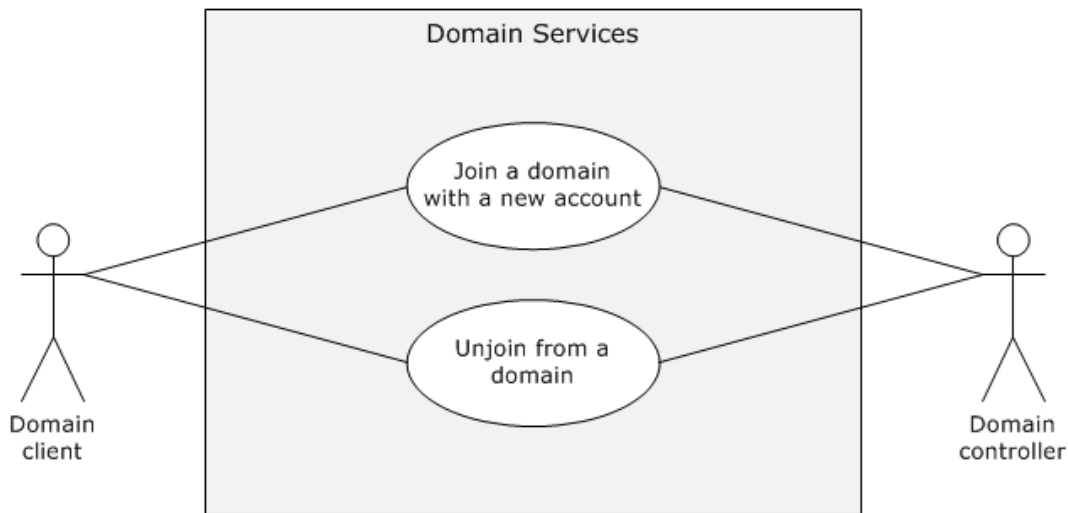 Domain Services
Join a domain
with a new account
Unjoin from a
domain
Domain
client
Domain
controller